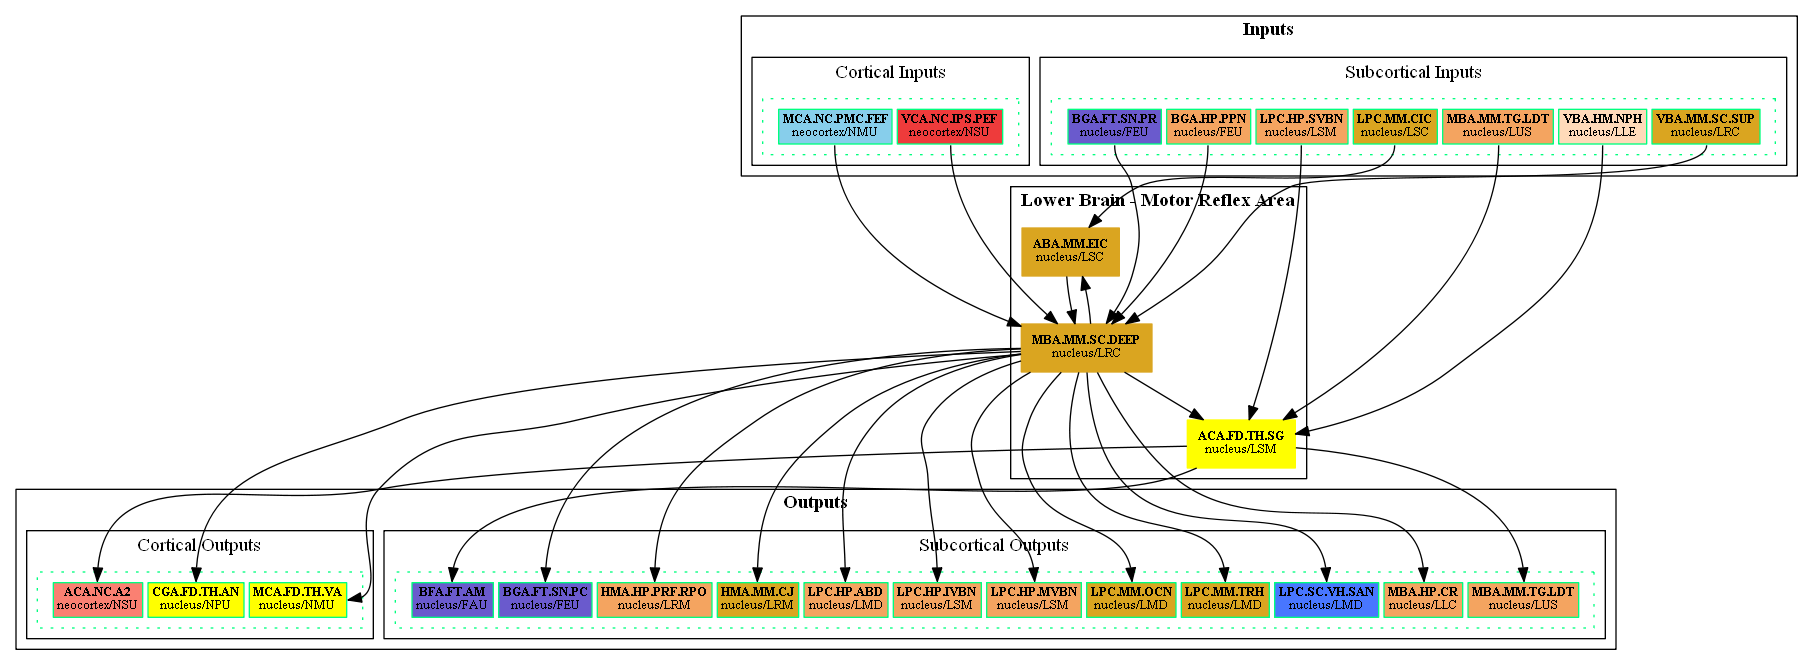 Inputs
Cortical Inputs
Subcortical Inputs
MCA.NC.PMC.FEF
neocortex/NMU
VCA.NC.IPS.PEF
neocortex/NSU
BGA.FT.SN.PR
nucleus/FEU
BGA.HP.PPN
nucleus/FEU
LPC.HP.SVBN
nucleus/LSM
LPC.MM.CIC
nucleus/LSC
MBA.MM.TG.LDT
nucleus/LUS
VBA.HM.NPH
nucleus/LLE
VBA.MM.SC.SUP
nucleus/LRC
Lower Brain - Motor Reflex Area
ABA.MM.EIC
nucleus/LSC
MBA.MM.SC.DEEP
nucleus/LRC
ACA.FD.TH.SG
nucleus/LSM
Outputs
Cortical Outputs
Subcortical Outputs
ACA.NC.A2
neocortex/NSU
CGA.FD.TH.AN
nucleus/NPU
MCA.FD.TH.VA
nucleus/NMU
BFA.FT.AM
nucleus/FAU
BGA.FT.SN.PC
nucleus/FEU
HMA.HP.PRF.RPO
nucleus/LRM
HMA.MM.CJ
nucleus/LRM
LPC.HP.ABD
nucleus/LMD
LPC.HP.IVBN
nucleus/LSM
LPC.HP.MVBN
nucleus/LSM
LPC.MM.OCN
nucleus/LMD
LPC.MM.TRH
nucleus/LMD
LPC.SC.VH.SAN
nucleus/LMD
MBA.HP.CR
nucleus/LLC
MBA.MM.TG.LDT
nucleus/LUS